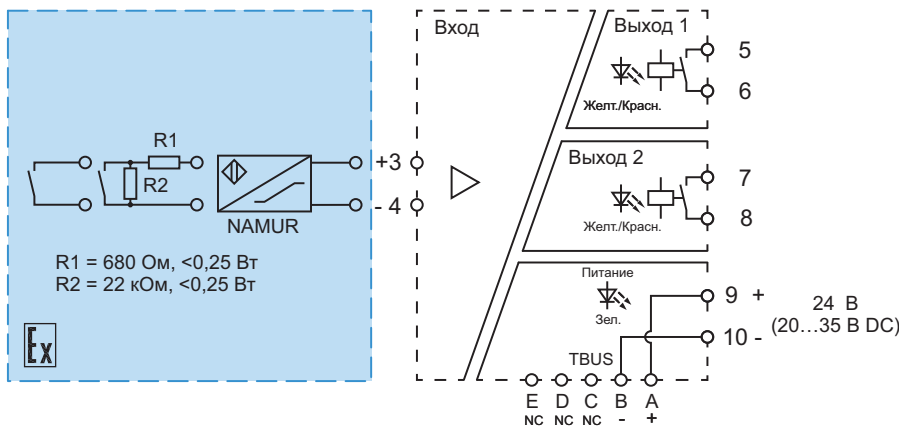 Вход
Выход 1
5
6
Желт./Красн.
R1
R2
NAMUR
+3
- 4
R1 = 680 Ом, <0,25 Вт
R2 = 22 кОм, <0,25 Вт
Ex
Выход 2
7
8
Желт./Красн.
Питание
Зел.
9 +
10 -
24 В
(20...35 В DC)
TBUS
E D C B A
NC NC NC - +